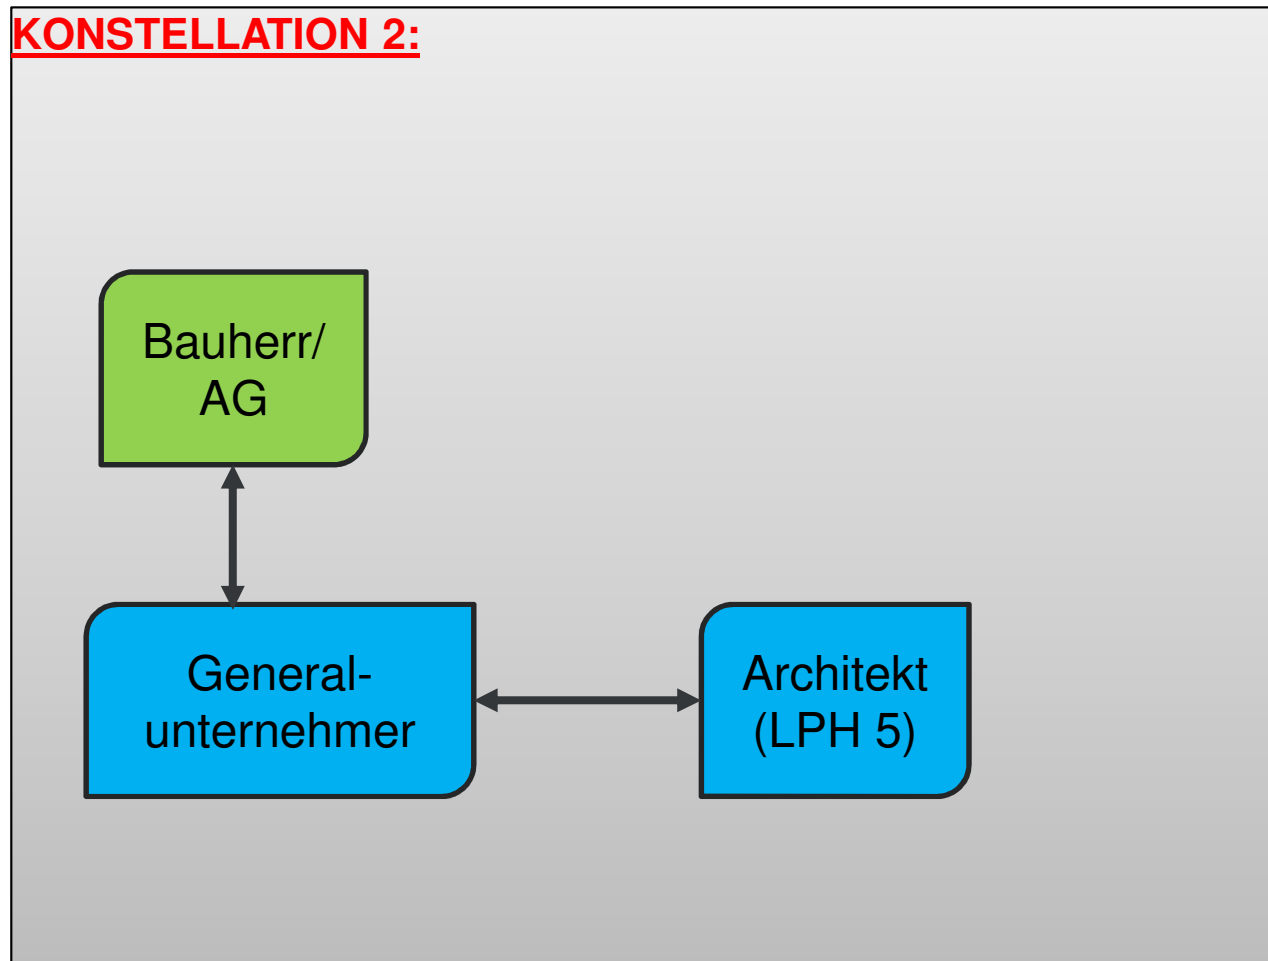 KONSTELLATION 2:
Bauherr/
AG
General-
unternehmer
Architekt
(LPH 5)